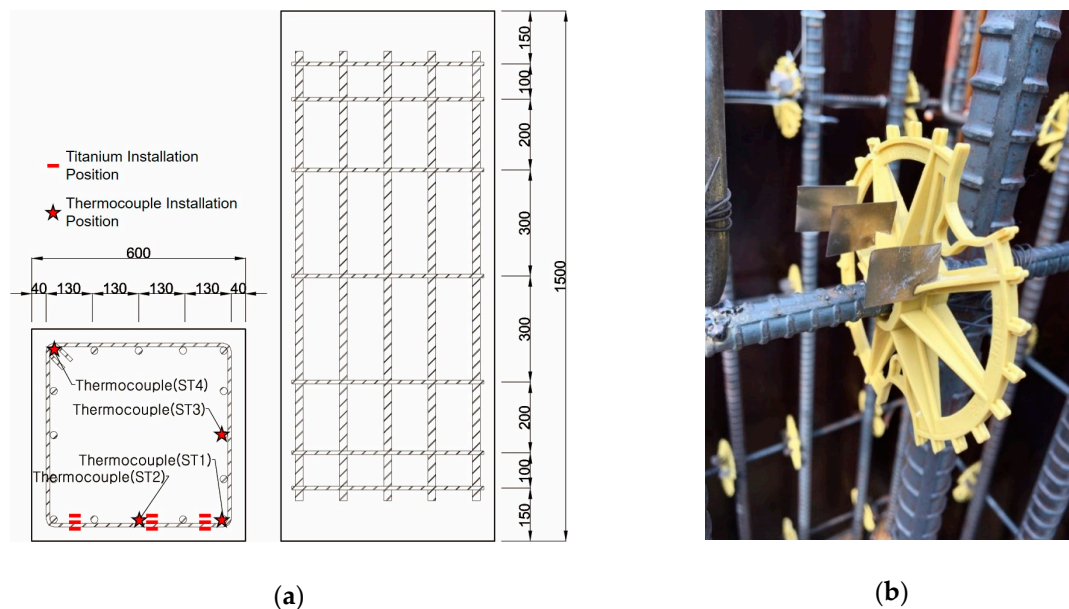 Titanium Installation
Position
Thermocouple Installation
Position
600
40 130 130 130 130 40
Thermocouple(ST4)
Thermocouple(ST3)
Thermocouple(ST1)
Thermocouple(ST2)
150
100
200
300
300
200
100
150
1500
(a)
(b)